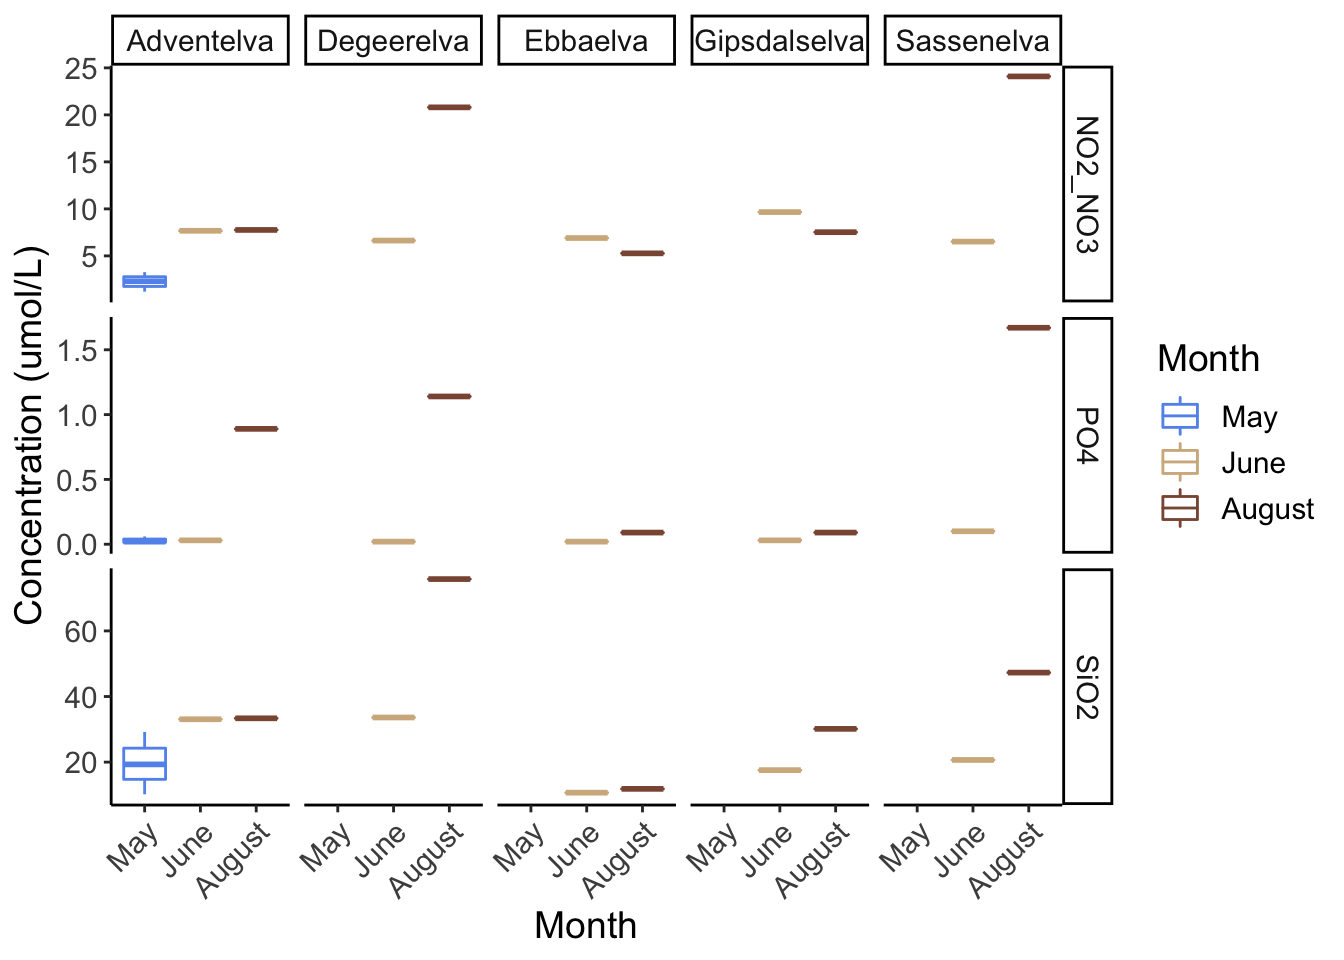 Adventelva Degeerelva Ebbaelva Gipsdalselva Sassenelva
25
20
15
10
5
NO2_NO3
1.5
1.0
0.5
0.0
PO4
60
40
20
SiO2
Concentration (umol/L)
May June August May June August May June August May June August May June August
Month
Month
May
June
August